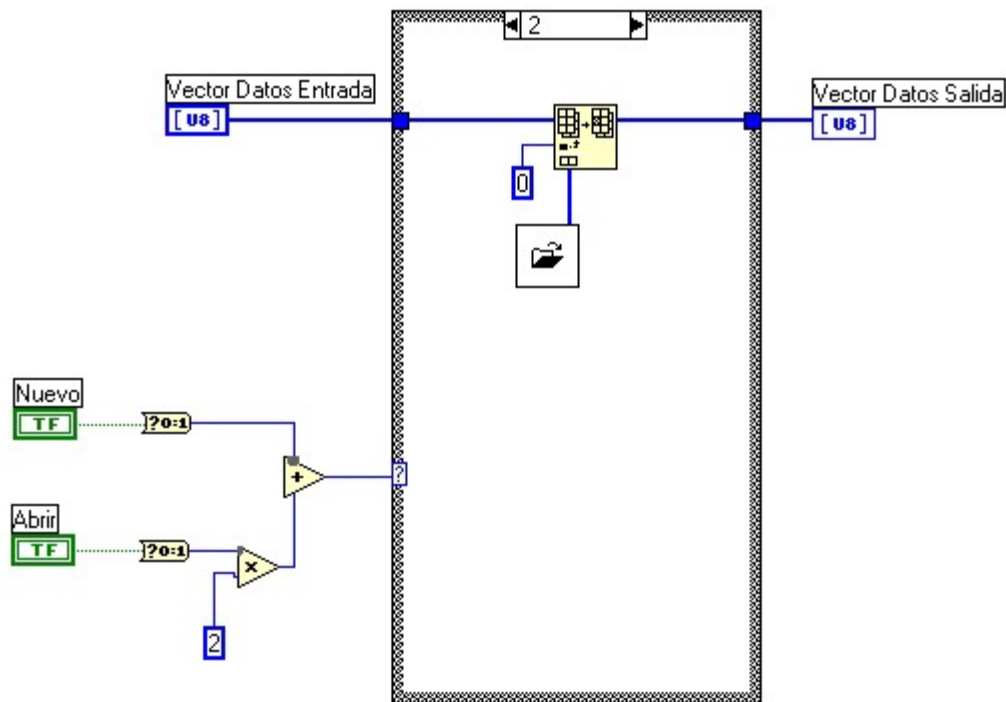 2
Vector Datos Entrada
[U8]
Vector Datos Salida
[U8]
0
Nuevo
TF
?0:1
+
?
Abrir
TF
?0:1
x
2